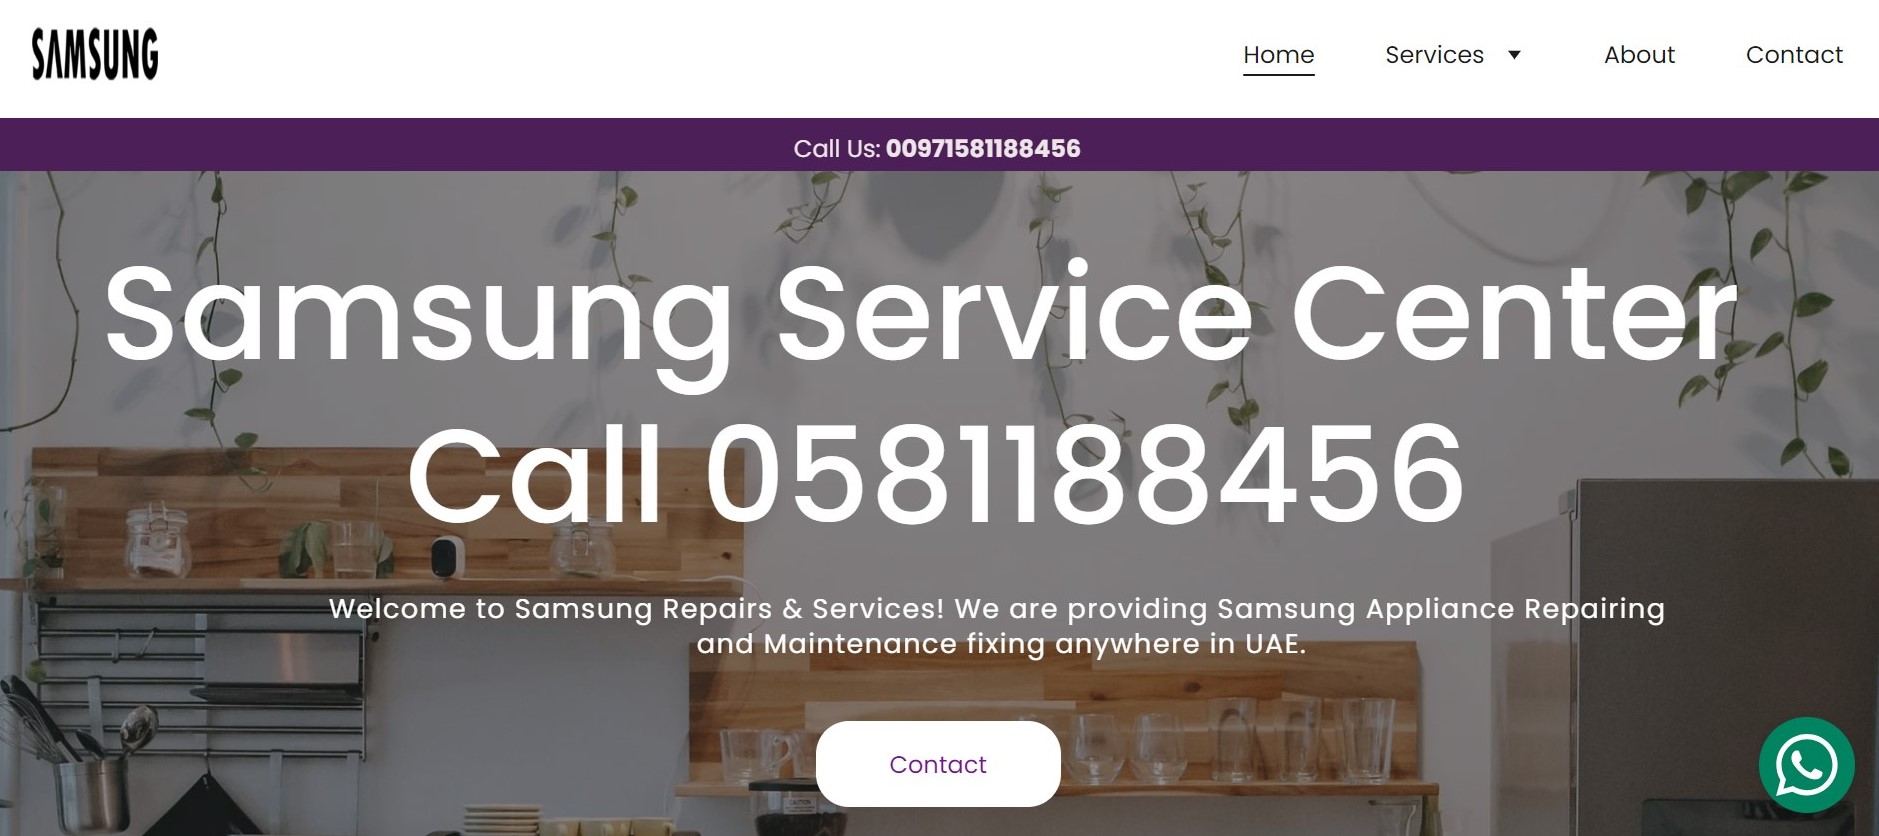 SAMSUNG
Home Services About Contact
Call Us: 00971581188456
Samsung Service Center
Call 0581188456
Welcome to Samsung Repairs & Services! We are providing Samsung Appliance Repairing
and Maintenance fixing anywhere in UAE.
Contact
CAUTION